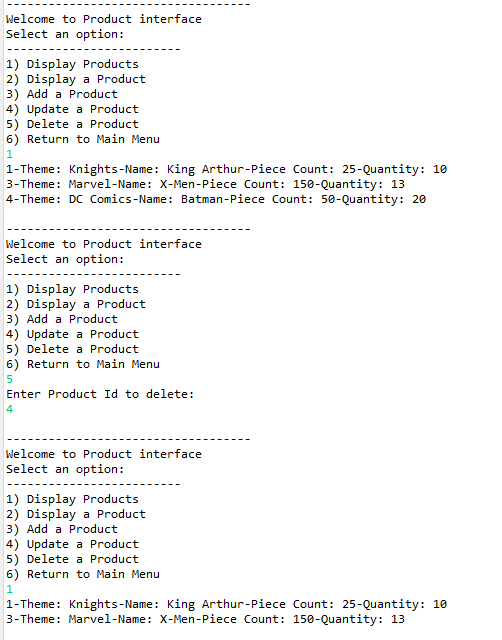 -----------------------------------
Welcome to Product interface
Select an option:
-------------------------
1) Display Products
2) Display a Product
3) Add a Product
4) Update a Product
5) Delete a Product
6) Return to Main Menu
1
1-Theme: Knights-Name: King Arthur-Piece Count: 25-Quantity: 10
3-Theme: Marvel-Name: X-Men-Piece Count: 150-Quantity: 13
4-Theme: DC Comics-Name: Batman-Piece Count: 50-Quantity: 20
-----------------------------------
Welcome to Product interface
Select an option:
-------------------------
1) Display Products
2) Display a Product
3) Add a Product
4) Update a Product
5) Delete a Product
6) Return to Main Menu
5
Enter Product Id to delete:
4
-----------------------------------
Welcome to Product interface
Select an option:
-------------------------
1) Display Products
2) Display a Product
3) Add a Product
4) Update a Product
5) Delete a Product
6) Return to Main Menu
1
1-Theme: Knights-Name: King Arthur-Piece Count: 25-Quantity: 10
3-Theme: Marvel-Name: X-Men-Piece Count: 150-Quantity: 13